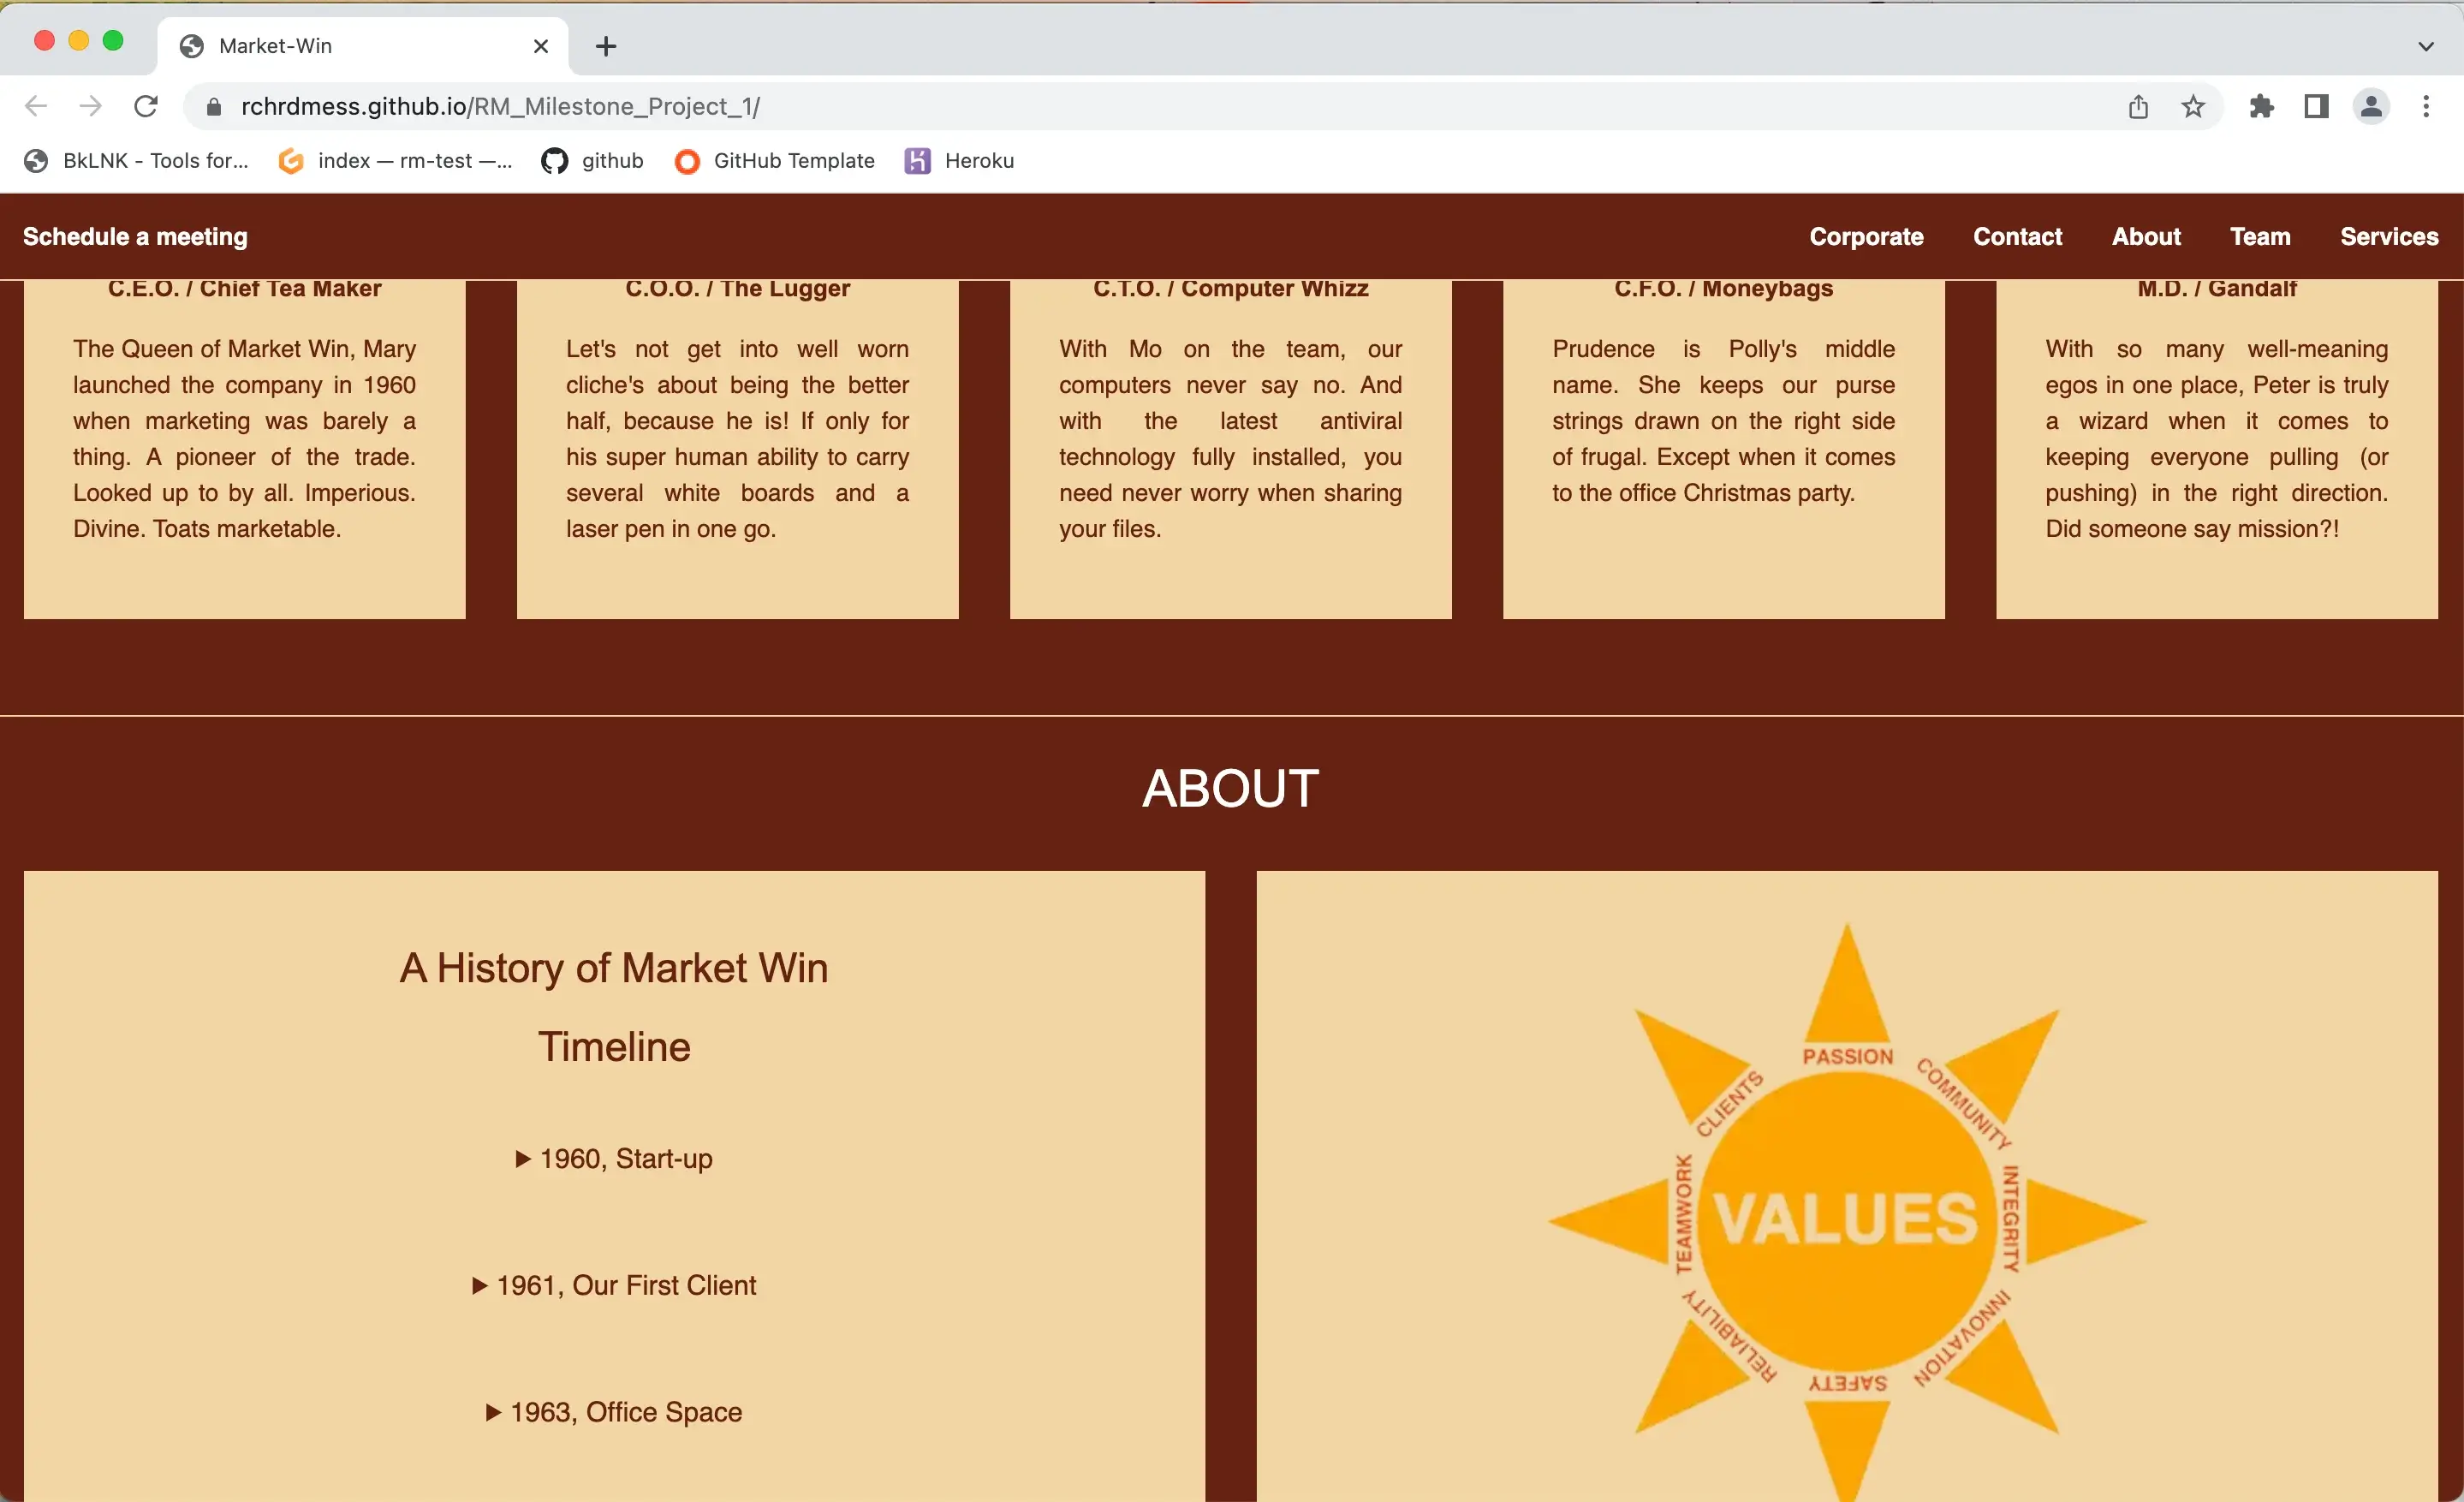 Market-Win
rchrdmess.github.io/RM_Milestone_Project_1/
BkLNK - Tools for...
index — rm-test —...
github
GitHub Template
Heroku
Schedule a meeting
Corporate
Contact
About
Team
Services
C.E.O. / Chief Tea Maker
The Queen of Market Win, Mary
launched the company in 1960
when marketing was barely a
thing. A pioneer of the trade.
Looked up to by all. Imperious.
Divine. Toats marketable.
C.O.O. / The Lugger
Let's not get into well worn
cliche's about being the better
half, because he is! If only for
his super human ability to carry
several white boards and a
laser pen in one go.
C.T.O. / Computer Whizz
With Mo on the team, our
computers never say no. And
with the latest antiviral
technology fully installed, you
need never worry when sharing
your files.
C.F.O. / Moneybags
Prudence is Polly's middle
name. She keeps our purse
strings drawn on the right side
of frugal. Except when it comes
to the office Christmas party.
M.D. / Gandalf
With so many well-meaning
egos in one place, Peter is truly
a wizard when it comes to
keeping everyone pulling (or
pushing) in the right direction.
Did someone say mission?!
ABOUT
A History of Market Win
Timeline
1960, Start-up
1961, Our First Client
1963, Office Space
PASSION
COMMUNITY
INTEGRITY
INNOVATION
SAFETY
RELIABILITY
TEAMWORK
CLIENTS
VALUES